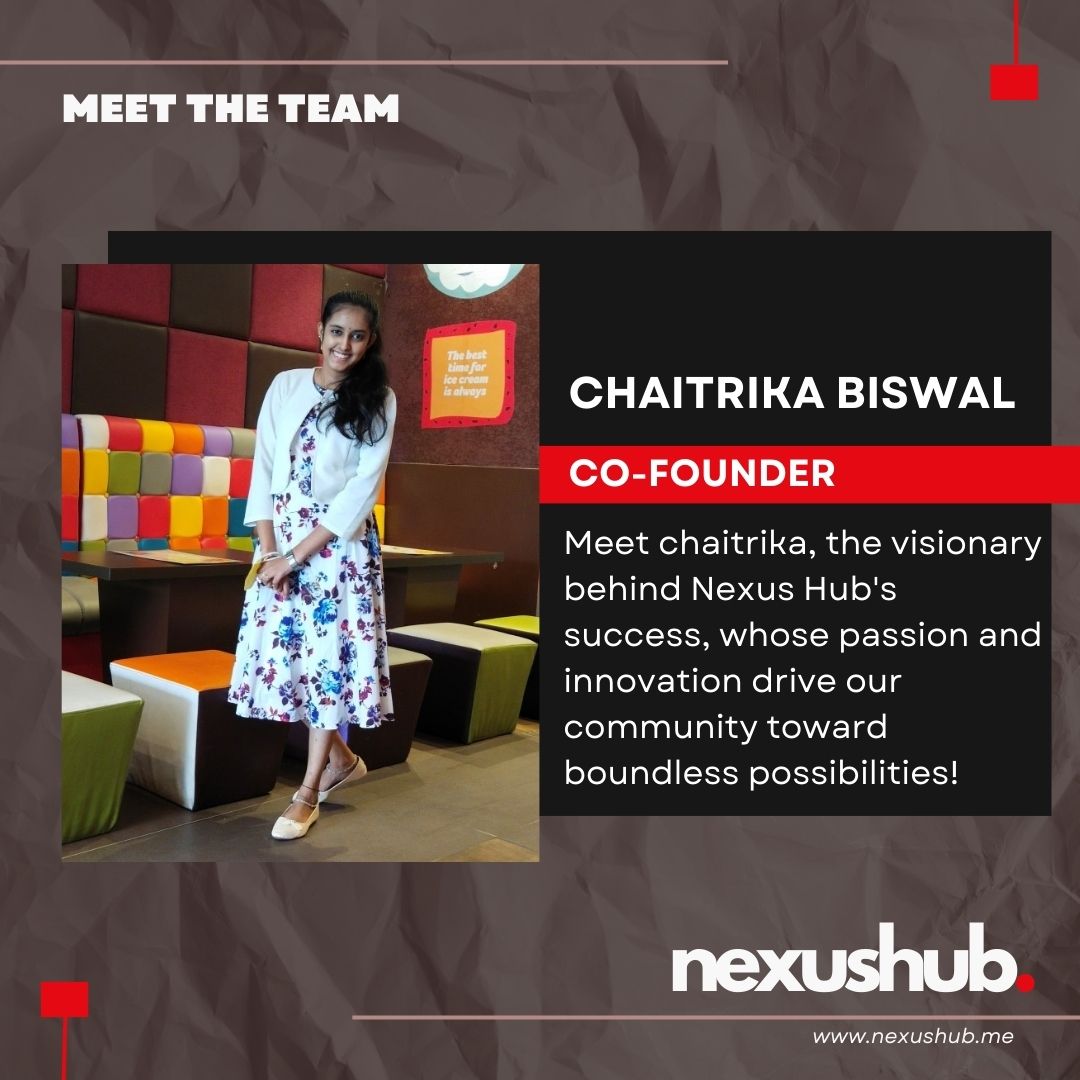 MEET THE TEAM
The best
time for
ice cream
is always
CHAITRIKA BISWAL
CO-FOUNDER
Meet chaitrika, the visionary
behind Nexus Hub's
success, whose passion and
innovation drive our
community toward
boundless possibilities!
nexushub.
www.nexushub.me